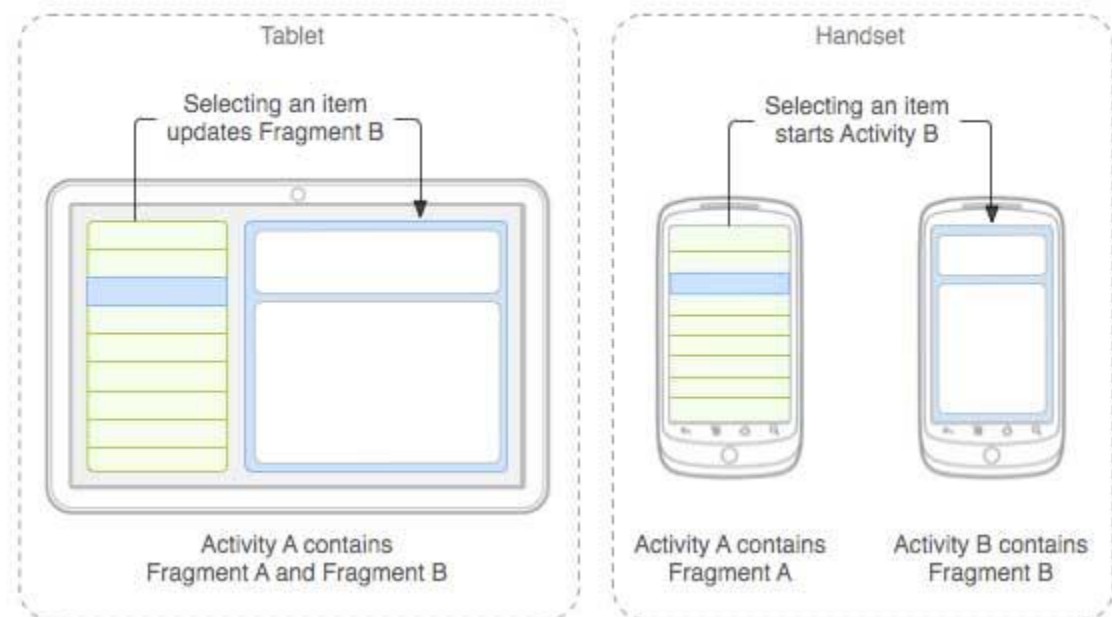 Tablet
Selecting an item
updates Fragment B
Activity A contains
Fragment A and Fragment B
Handset
Selecting an item
starts Activity B
Activity A contains
Fragment A
Activity B contains
Fragment B